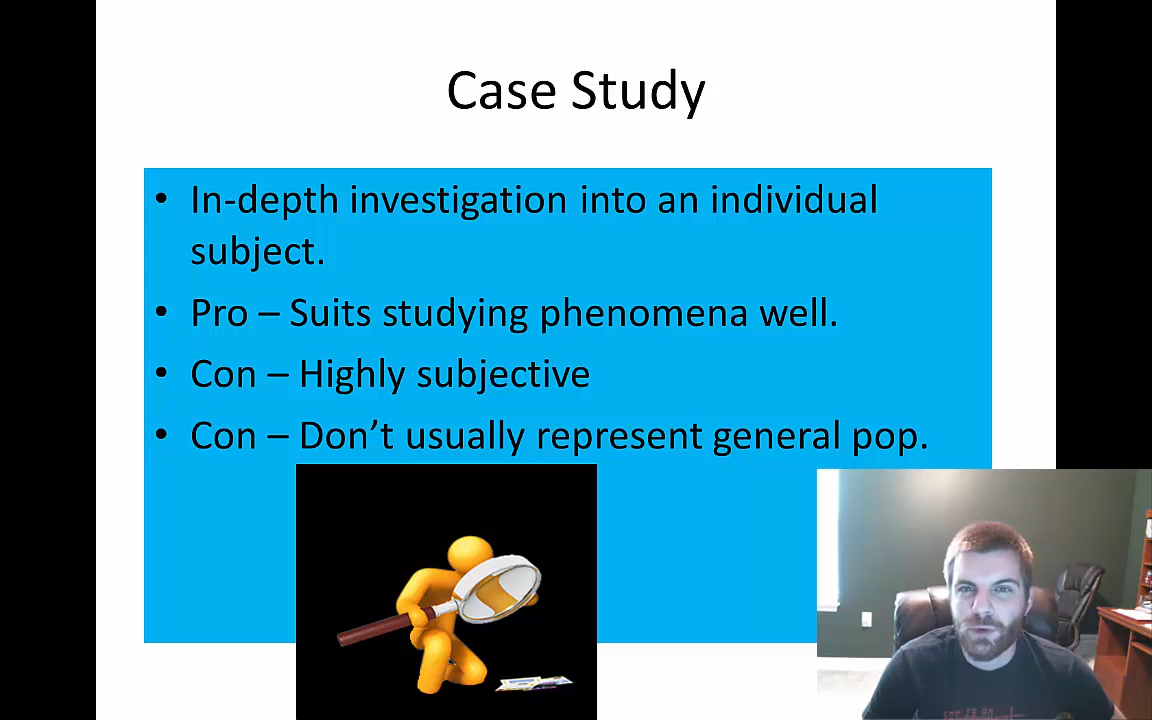 Case Study
• In-depth investigation into an individual
subject.
• Pro – Suits studying phenomena well.
• Con – Highly subjective
• Con – Don’t usually represent general pop.